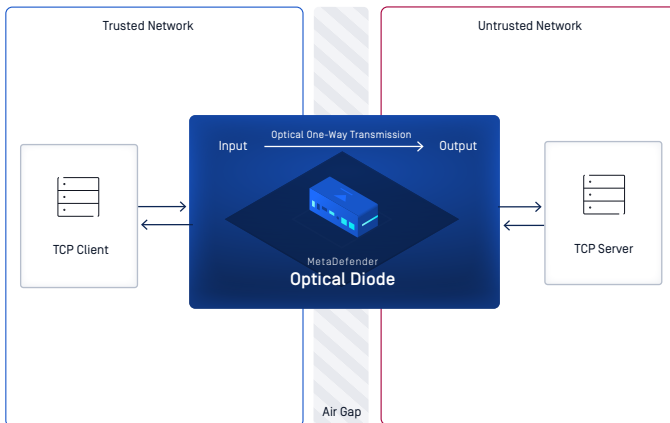 Trusted Network
Untrusted Network
Optical One-Way Transmission
Input
Output
TCP Client
TCP Server
MetaDefender
Optical Diode
Air Gap